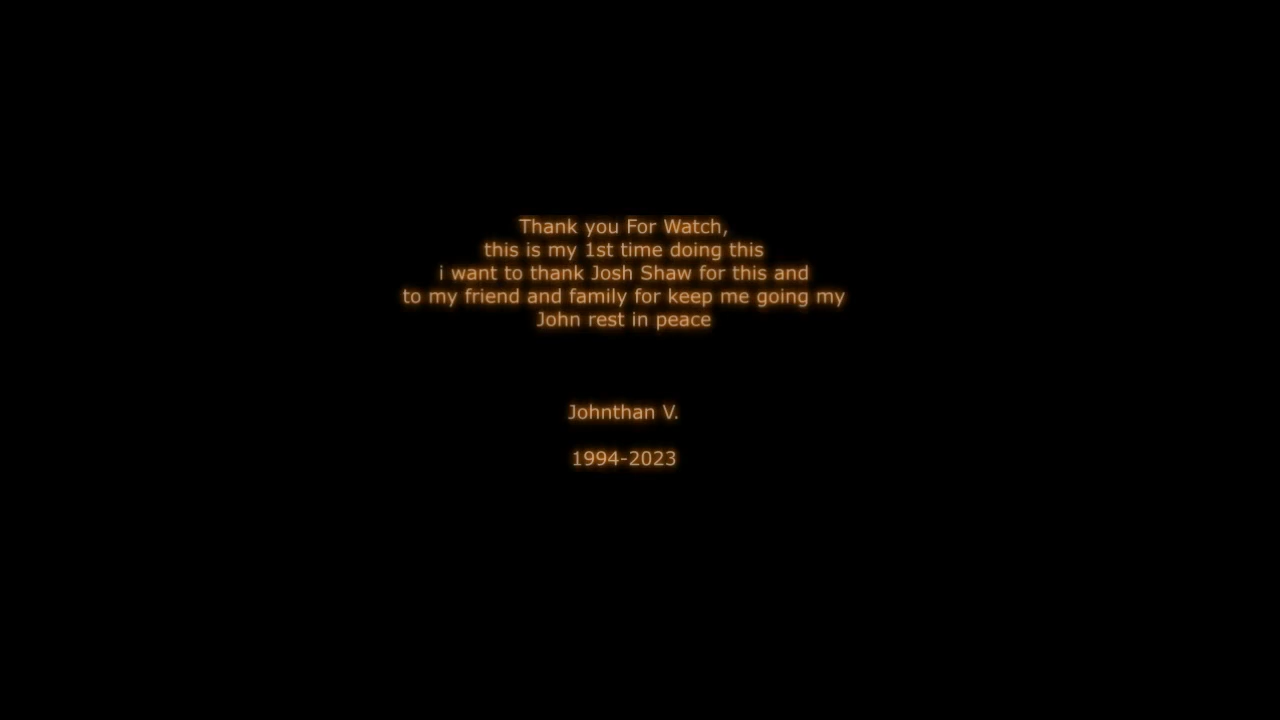 Thank you For Watch,
this is my 1st time doing this
i want to thank Josh Shaw for this and
to my friend and family for keep me going my
John rest in peace
Johnthan V.
1994-2023